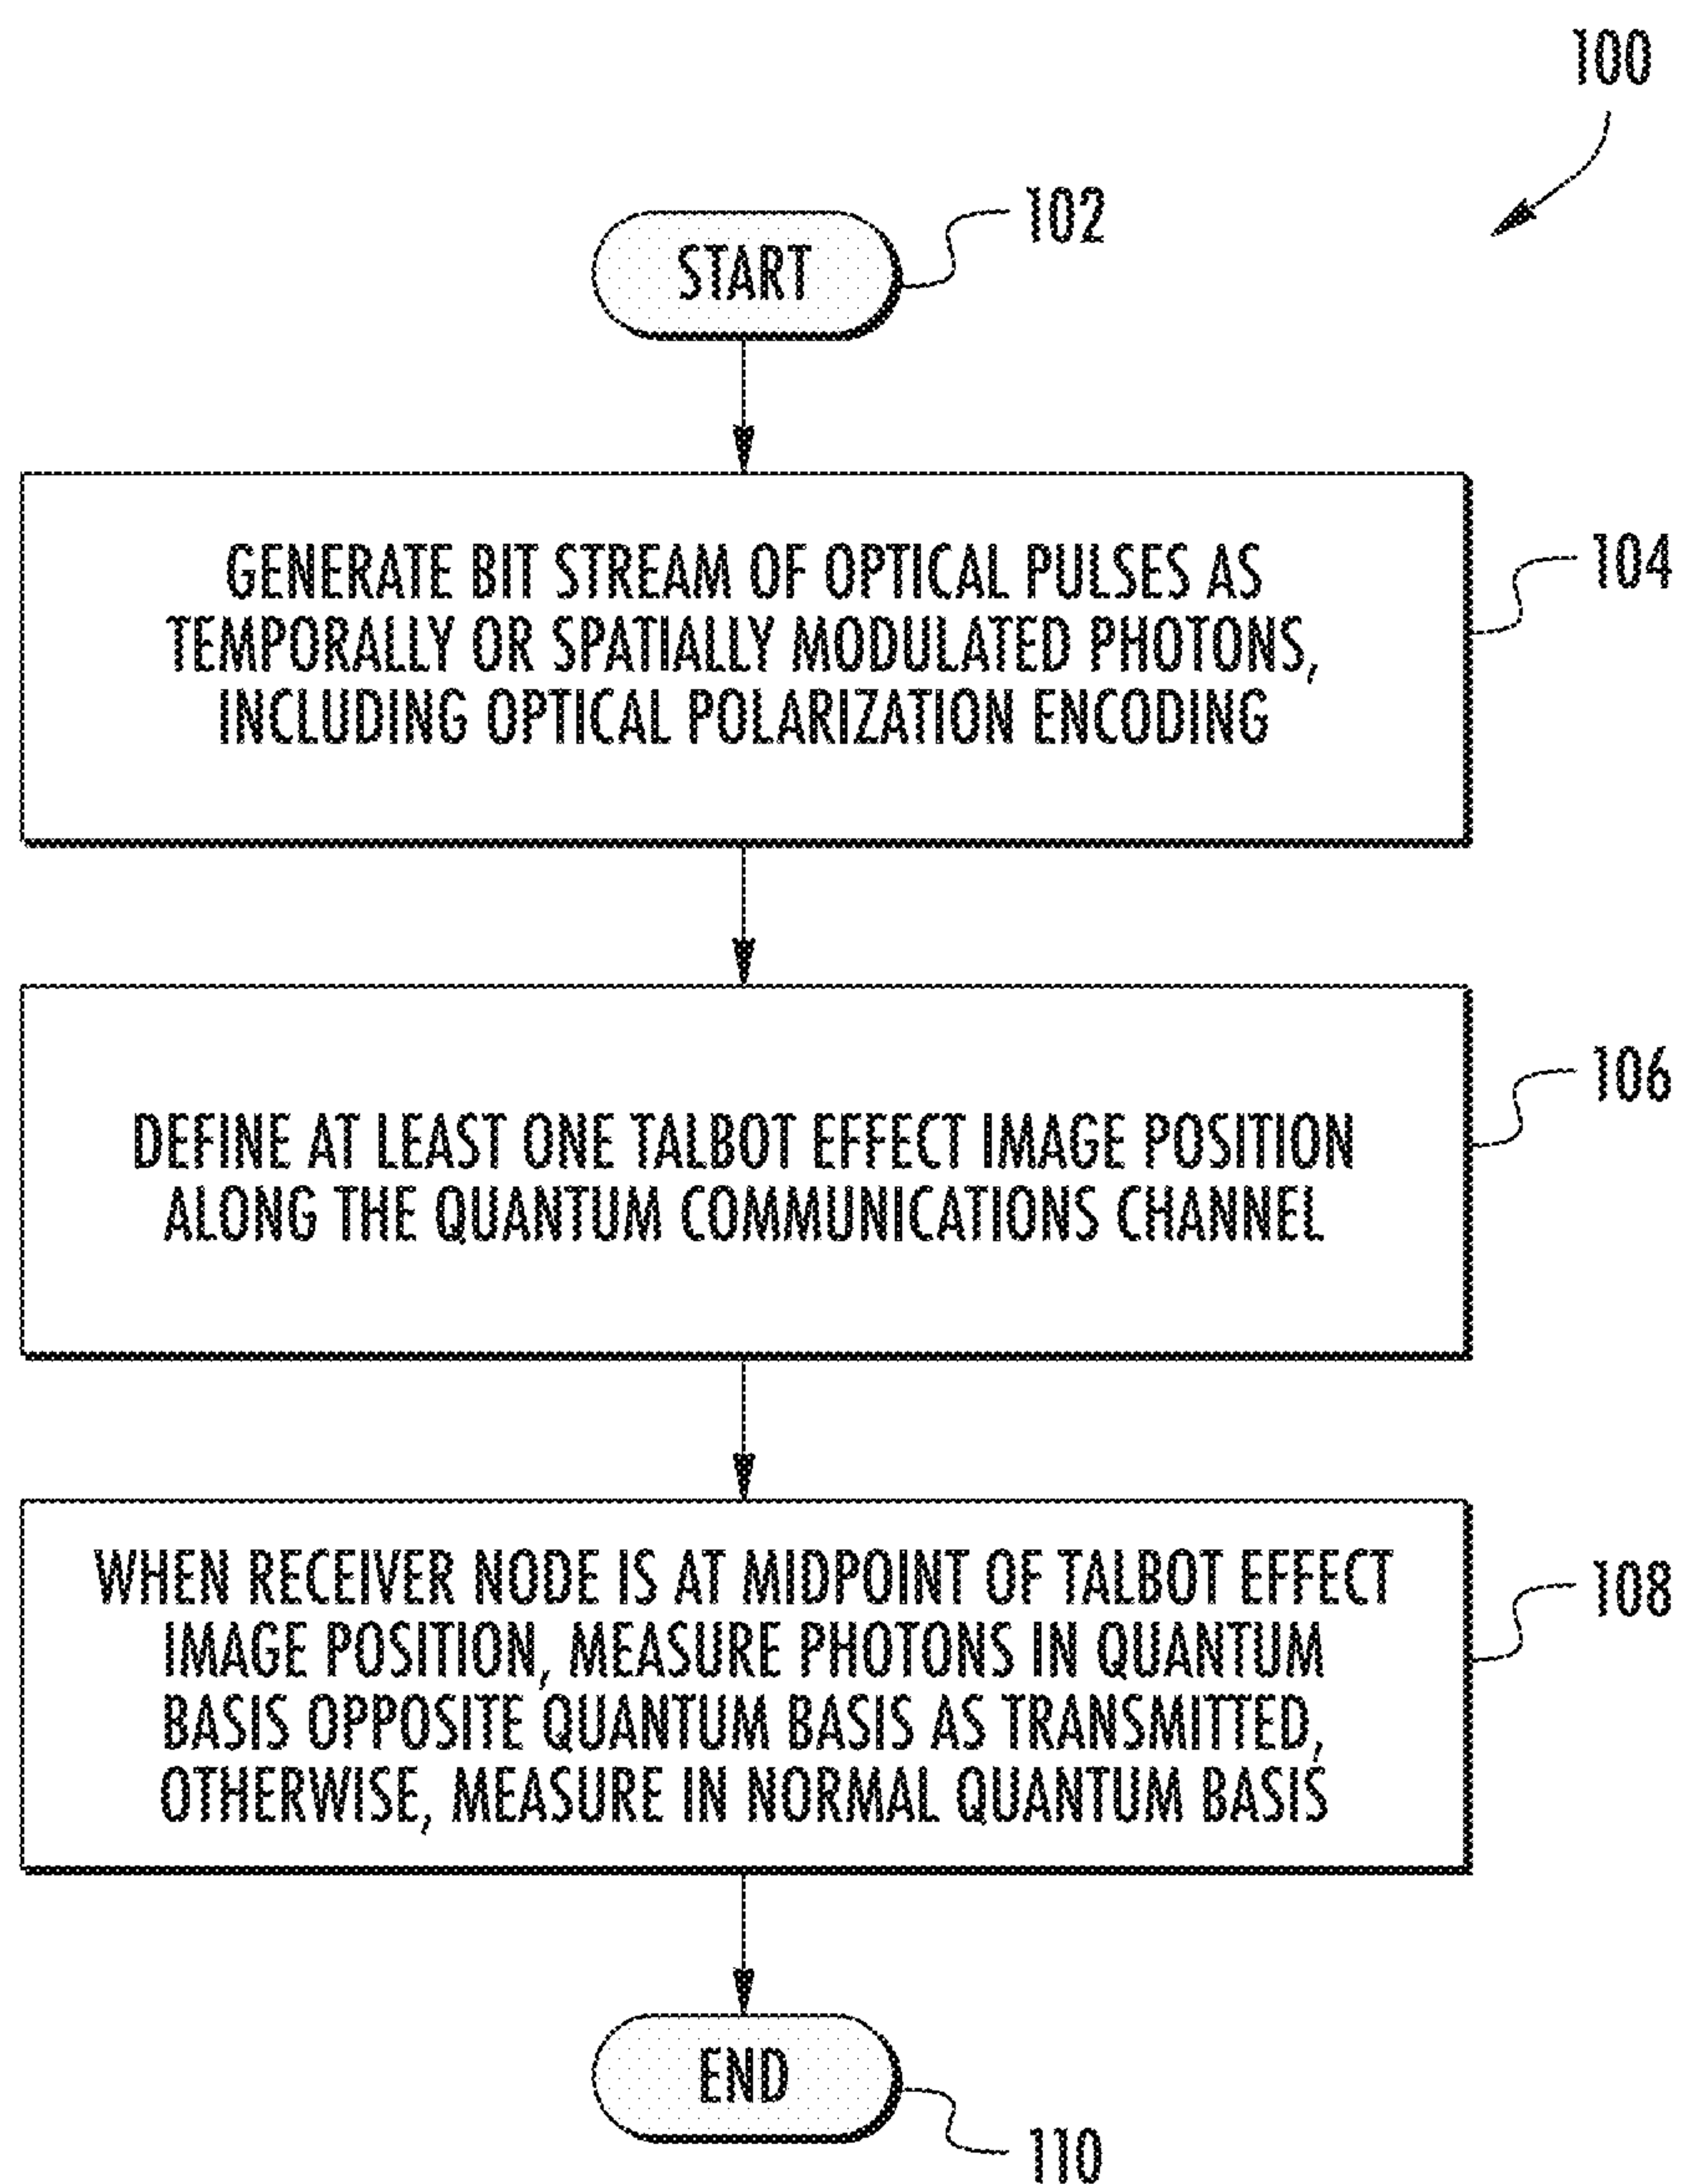 100
102
START
GENERATE BIT STREAM OF OPTICAL PULSES AS
TEMPORALLY OR SPATIALLY MODULATED PHOTONS,
INCLUDING OPTICAL POLARIZATION ENCODING
104
DEFINE AT LEAST ONE TALBOT EFFECT IMAGE POSITION
ALONG THE QUANTUM COMMUNICATIONS CHANNEL
106
WHEN RECEIVER NODE IS AT MIDPOINT OF TALBOT EFFECT
IMAGE POSITION, MEASURE PHOTONS IN QUANTUM
BASIS OPPOSITE QUANTUM BASIS AS TRANSMITTED,
OTHERWISE, MEASURE IN NORMAL QUANTUM BASIS
108
END
110